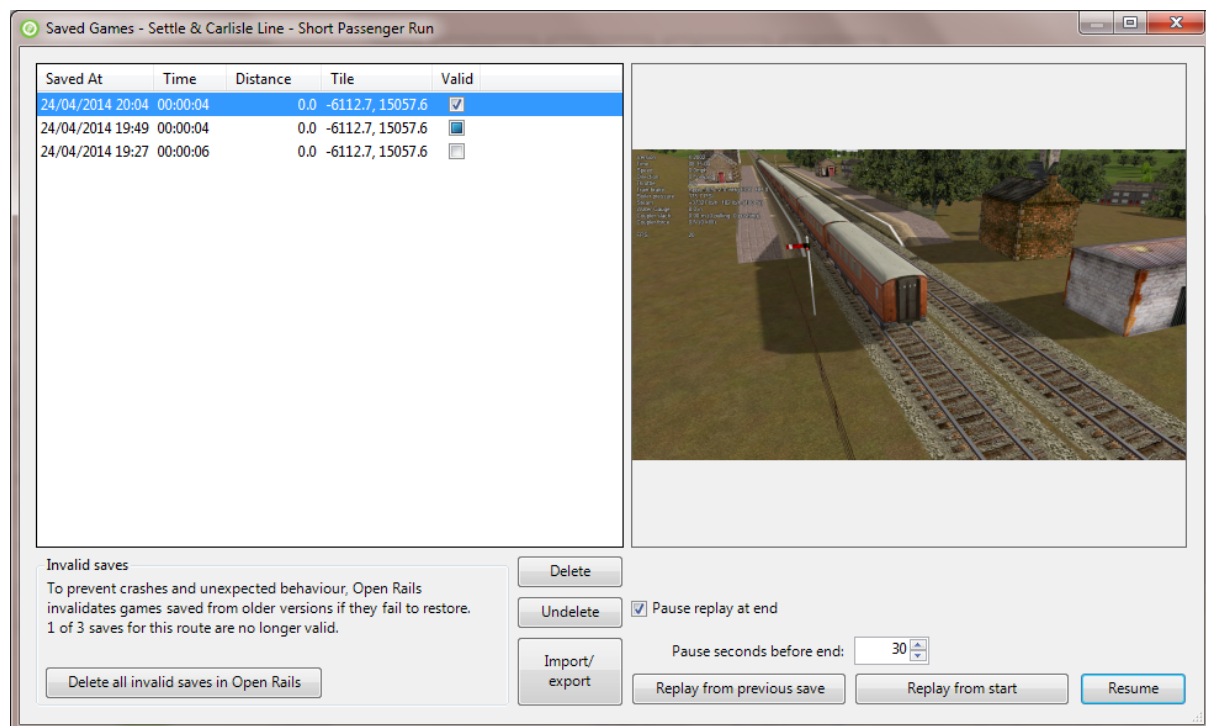 Saved Games - Settle & Carlisle Line - Short Passenger Run
Saved At Time Distance Tile Valid
24/04/2014 20:04 00:00:04 0.0 -6112.7, 15057.6
24/04/2014 19:49 00:00:04 0.0 -6112.7, 15057.6
24/04/2014 19:27 00:00:06 0.0 -6112.7, 15057.6
Invalid saves
To prevent crashes and unexpected behaviour, Open Rails
invalidates games saved from older versions if they fail to restore.
1 of 3 saves for this route are no longer valid.
Delete all invalid saves in Open Rails
Delete
Undelete
Import/
export
Pause replay at end
Pause seconds before end: 30
Replay from previous save Replay from start Resume